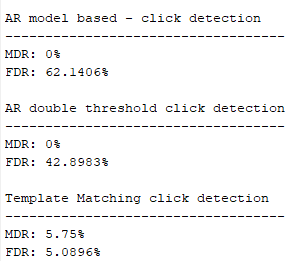 AR model based - click detection
-----------------------------------
MDR: 0%
FDR: 62.1406%
AR double threshold click detection
-----------------------------------
MDR: 0%
FDR: 42.8983%
Template Matching click detection
-----------------------------------
MDR: 5.75%
FDR: 5.0896%